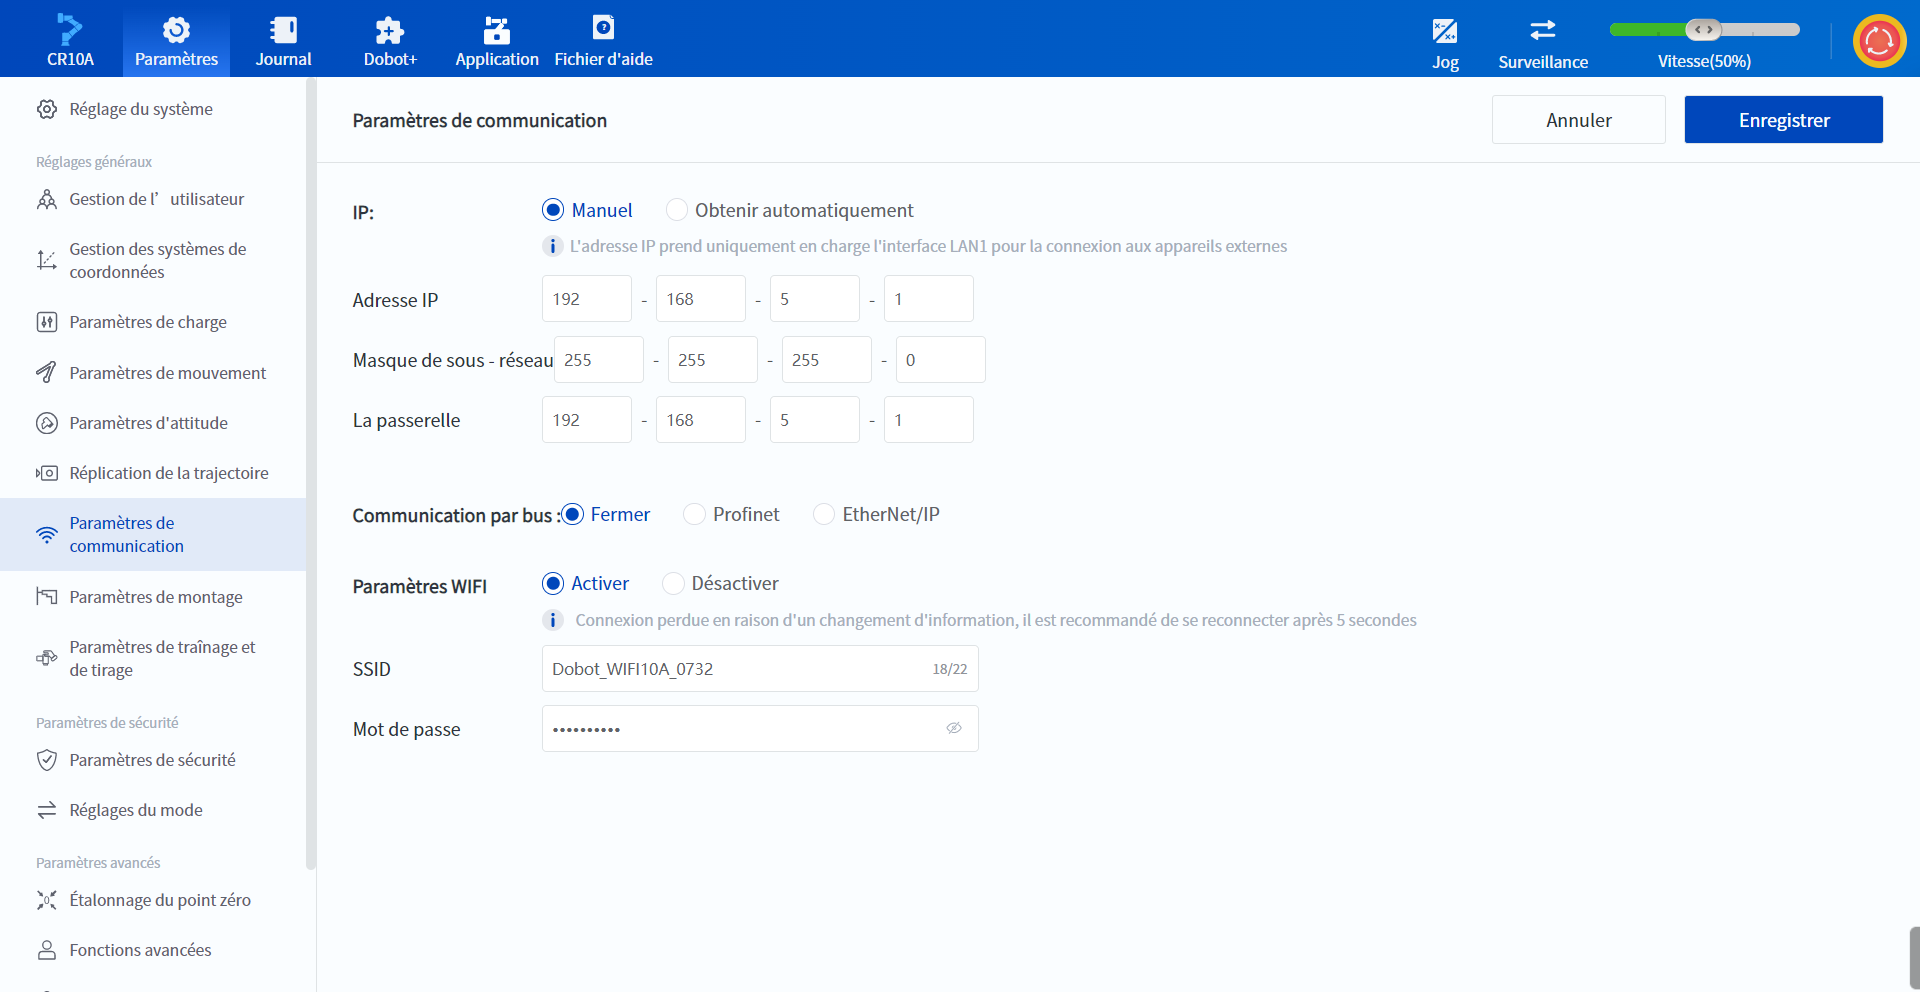 CR10A
Paramètres
Journal
Dobot+
Application
Fichier d'aide
Jog
Surveillance
Vitesse(50%)
Réglage du système
Réglages généraux
Gestion de l’utilisateur
Gestion des systèmes de
coordonnées
Paramètres de charge
Paramètres de mouvement
Paramètres d'attitude
Réplication de la trajectoire
Paramètres de
communication
Paramètres de montage
Paramètres de traînage et
de tirage
Paramètres de sécurité
Paramètres de sécurité
Réglages du mode
Paramètres avancés
Étalonnage du point zéro
Fonctions avancées
Paramètres de communication
Annuler
Enregistrer
IP: Manuel Obtenir automatiquement
L'adresse IP prend uniquement en charge l'interface LAN1 pour la connexion aux appareils externes
Adresse IP 192 - 168 - 5 - 1
Masque de sous - réseau 255 - 255 - 255 - 0
La passerelle 192 - 168 - 5 - 1
Communication par bus : Fermer Profinet EtherNet/IP
Paramètres WIFI Activer Désactiver
Connexion perdue en raison d'un changement d'information, il est recommandé de se reconnecter après 5 secondes
SSID Dobot_WIFI10A_0732 18/22
Mot de passe ••••••••••